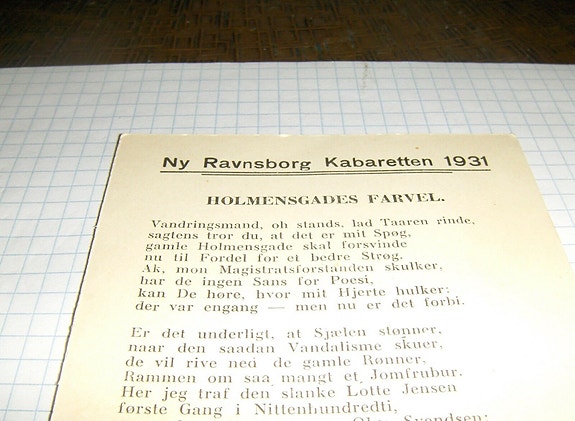 Ny Ravnsborg Kabaretten 1931
HOLMENSGADES FARVEL.
Vandringsmand, oh stands, lad Taaren rinde,
sagtens tror du, at det er mit Spøg,
gamle Holmensgade skal forsvinde
nu til Fordel for et bedre Strøg.
Ak, mon Magistratsforstanden skulker,
har de ingen Sans for Poesi,
kan De høre, hvor mit Hjerte hulker:
der var engang — men nu er det forbi.
Er det underligt, at Sjælen stønner,
naar den saadan Vandalisme skuer,
de vil rive ned de gamle Rønner,
Rammen om saa mangt et Jomfrubur.
Her jeg traf den slanke Lotte Jensen
første Gang i Nittenhundredti,
Svendsen;